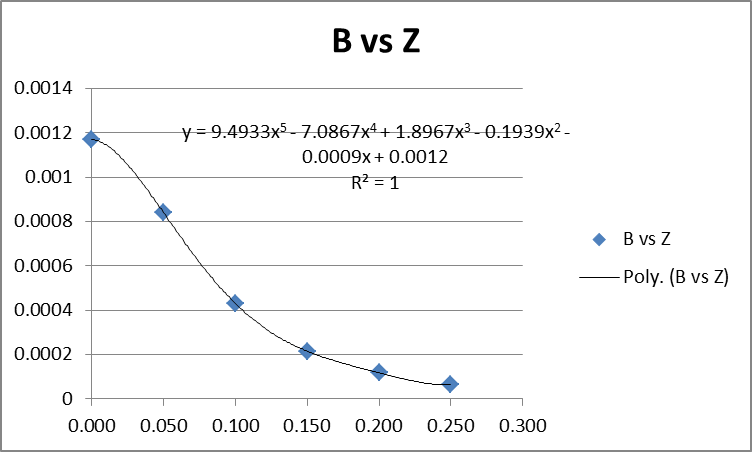 B vs Z
0.0014
y = 9.4933x⁵ - 7.0867x⁴ + 1.8967x³ - 0.1939x² -
0.0012
0.0009x + 0.0012
0.001
R² = 1
0.0008
B vs Z
0.0006
Poly. (B vs Z)
0.0004
0.0002
0
0.000 0.050 0.100 0.150 0.200 0.250 0.300